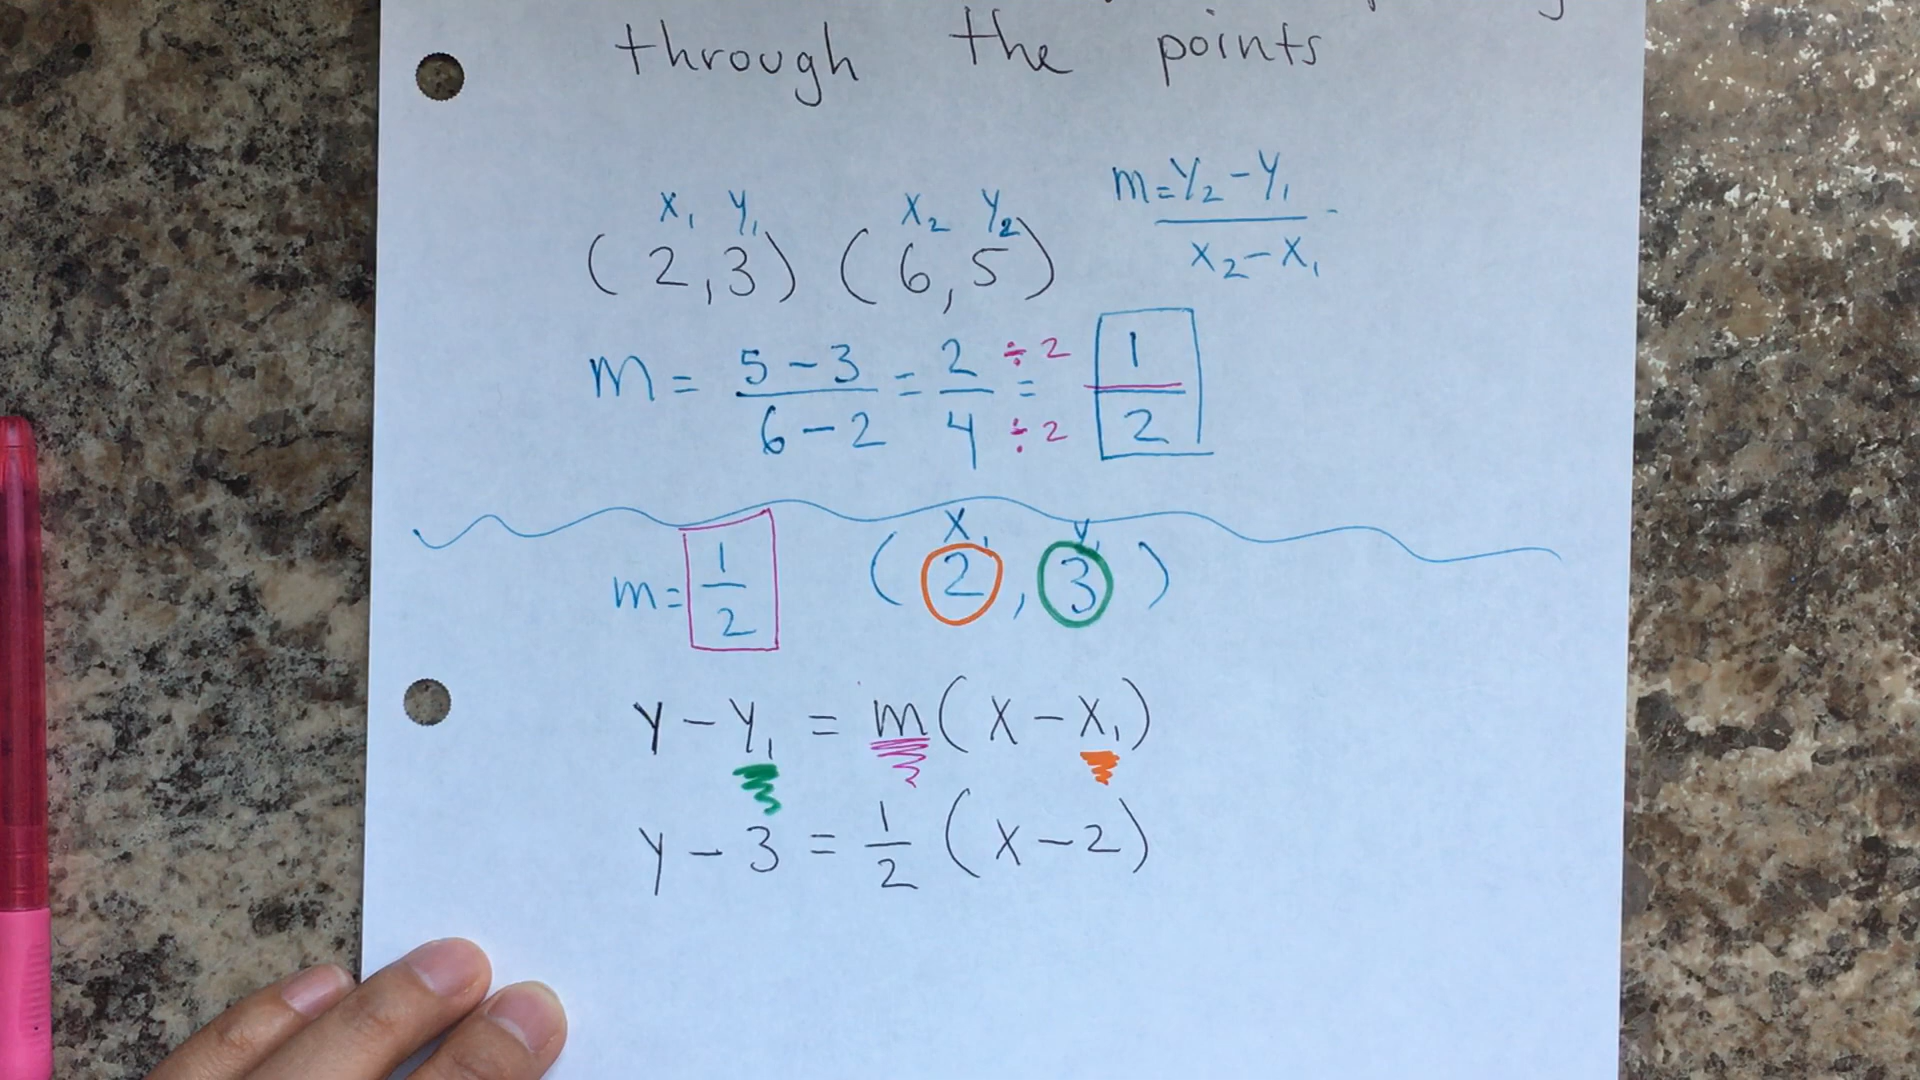 through the points
x₁ y₁ x₂ y₂
(2,3) (6,5)
m=y₂-y₁
x₂-x₁
m = 5-3/6-2 = 2/4 ÷2/÷2 = 1/2
x₁ y₁
m= 1/2 (2,3)
y-y₁ = m(x-x₁)
y-3 = 1/2 (x-2)